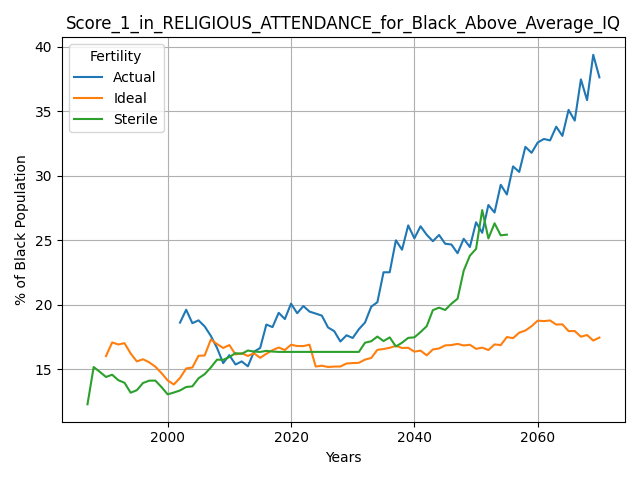 Score_1_in_RELIGIOUS_ATTENDANCE_for_Black_Above_Average_IQ
Fertility
Actual
Ideal
Sterile
% of Black Population
40
35
30
25
20
15
2000
2020
2040
2060
Years